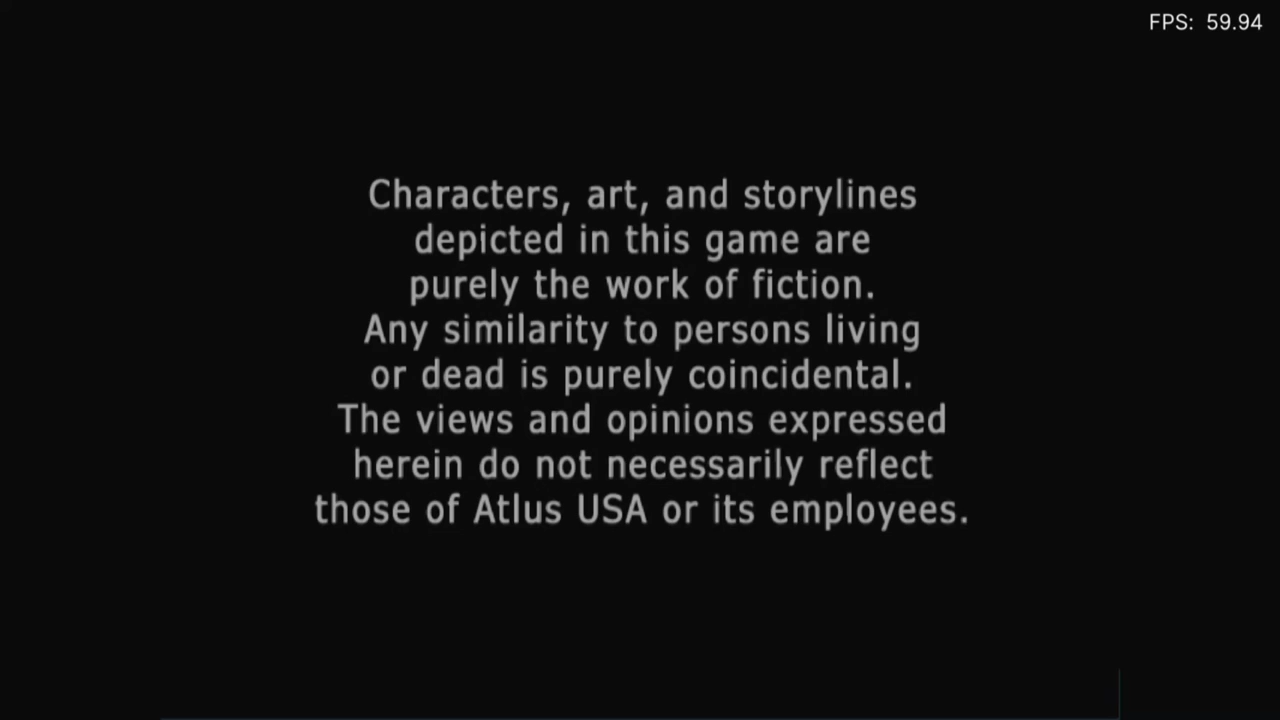 FPS: 59.94
Characters, art, and storylines
depicted in this game are
purely the work of fiction.
Any similarity to persons living
or dead is purely coincidental.
The views and opinions expressed
herein do not necessarily reflect
those of Atlus USA or its employees.